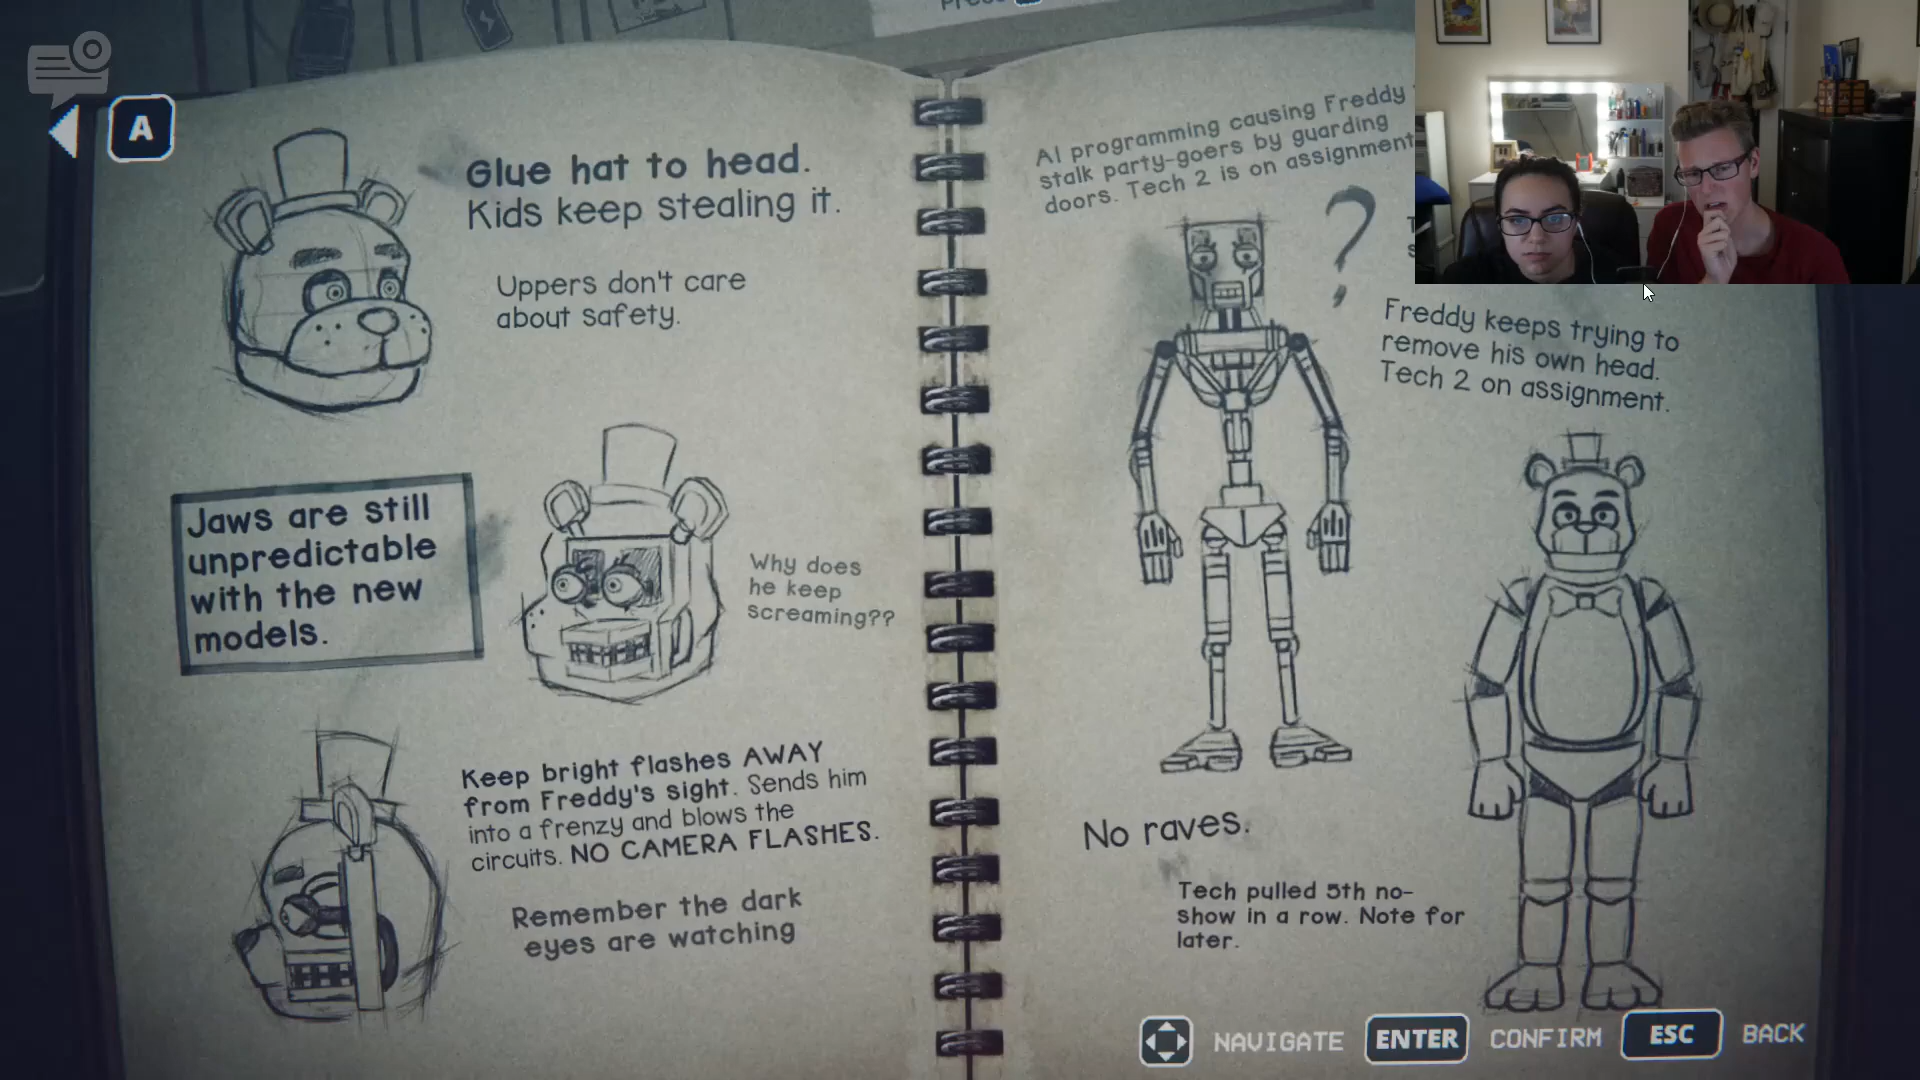 A
Glue hat to head.
Kids keep stealing it.
Uppers don't care
about safety.
Jaws are still
unpredictable
with the new
models.
Why does
he keep
screaming??
Keep bright flashes AWAY
from Freddy's sight. Sends him
into a frenzy and blows the
circuits. NO CAMERA FLASHES.
Remember the dark
eyes are watching
AI programming causing Freddy
stalk party-goers by guarding
doors. Tech 2 is on assignment
?
Freddy keeps trying to
remove his own head.
Tech 2 on assignment.
No raves.
Tech pulled 5th no-
show in a row. Note for
later.
NAVIGATE ENTER CONFIRM ESC BACK